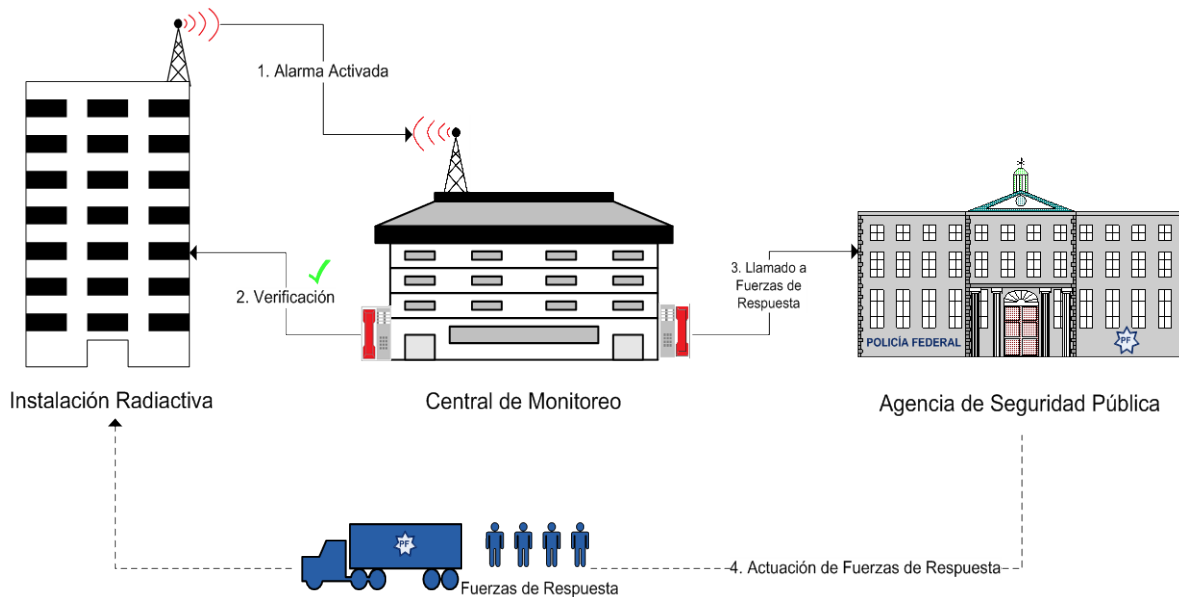 1. Alarma Activada
2. Verificación
3. Llamado a
Fuerzas de
Respuesta
POLICÍA FEDERAL
PF
Instalación Radiactiva
Central de Monitoreo
Agencia de Seguridad Pública
PF
Fuerzas de Respuesta
4. Actuación de Fuerzas de Respuesta